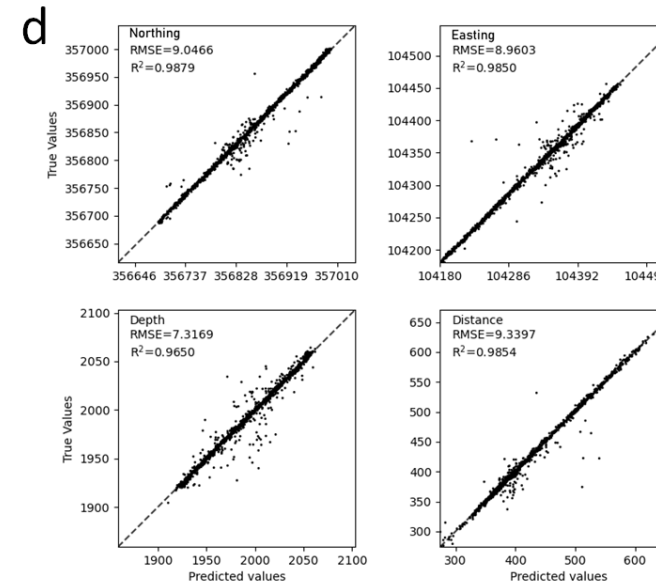 d
Northing
RMSE=9.0466
R²=0.9879
357000
356950
356900
356850
356800
356750
356700
356650
True Values
356646 356737 356828 356919 357010
Easting
RMSE=8.9603
R²=0.9850
104500
104450
104400
104350
104300
104250
104200
104180 104286 104392 1049
Depth
RMSE=7.3169
R²=0.9650
2100
2050
2000
1950
1900
True Values
1900 1950 2000 2050 2100
Predicted values
Distance
RMSE=9.3397
R²=0.9854
650
600
550
500
450
400
350
300
300 400 500 600
Predicted values